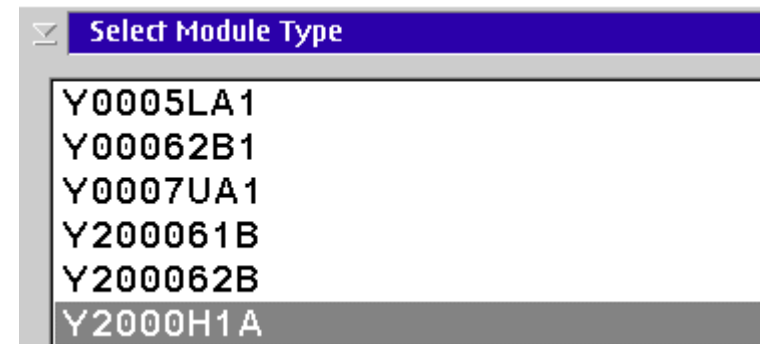 Select Module Type
Y0005LA1
Y00062B1
Y0007UA1
Y200061B
Y200062B
Y2000H1A